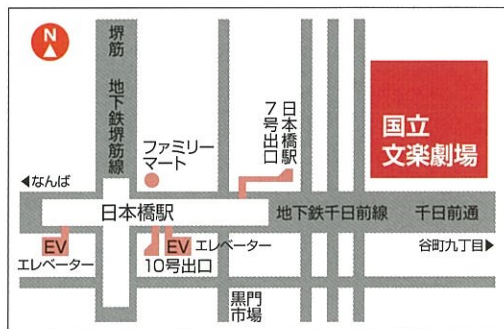 N
堺筋
地下鉄堺筋線
ファミリー
マート
日本橋駅
7号出口
国立
文楽劇場
◀なんば
日本橋駅
地下鉄千日前線
千日前通
EV
エレベーター
10号出口
EV
エレベーター
谷町九丁目▶
黒門
市場